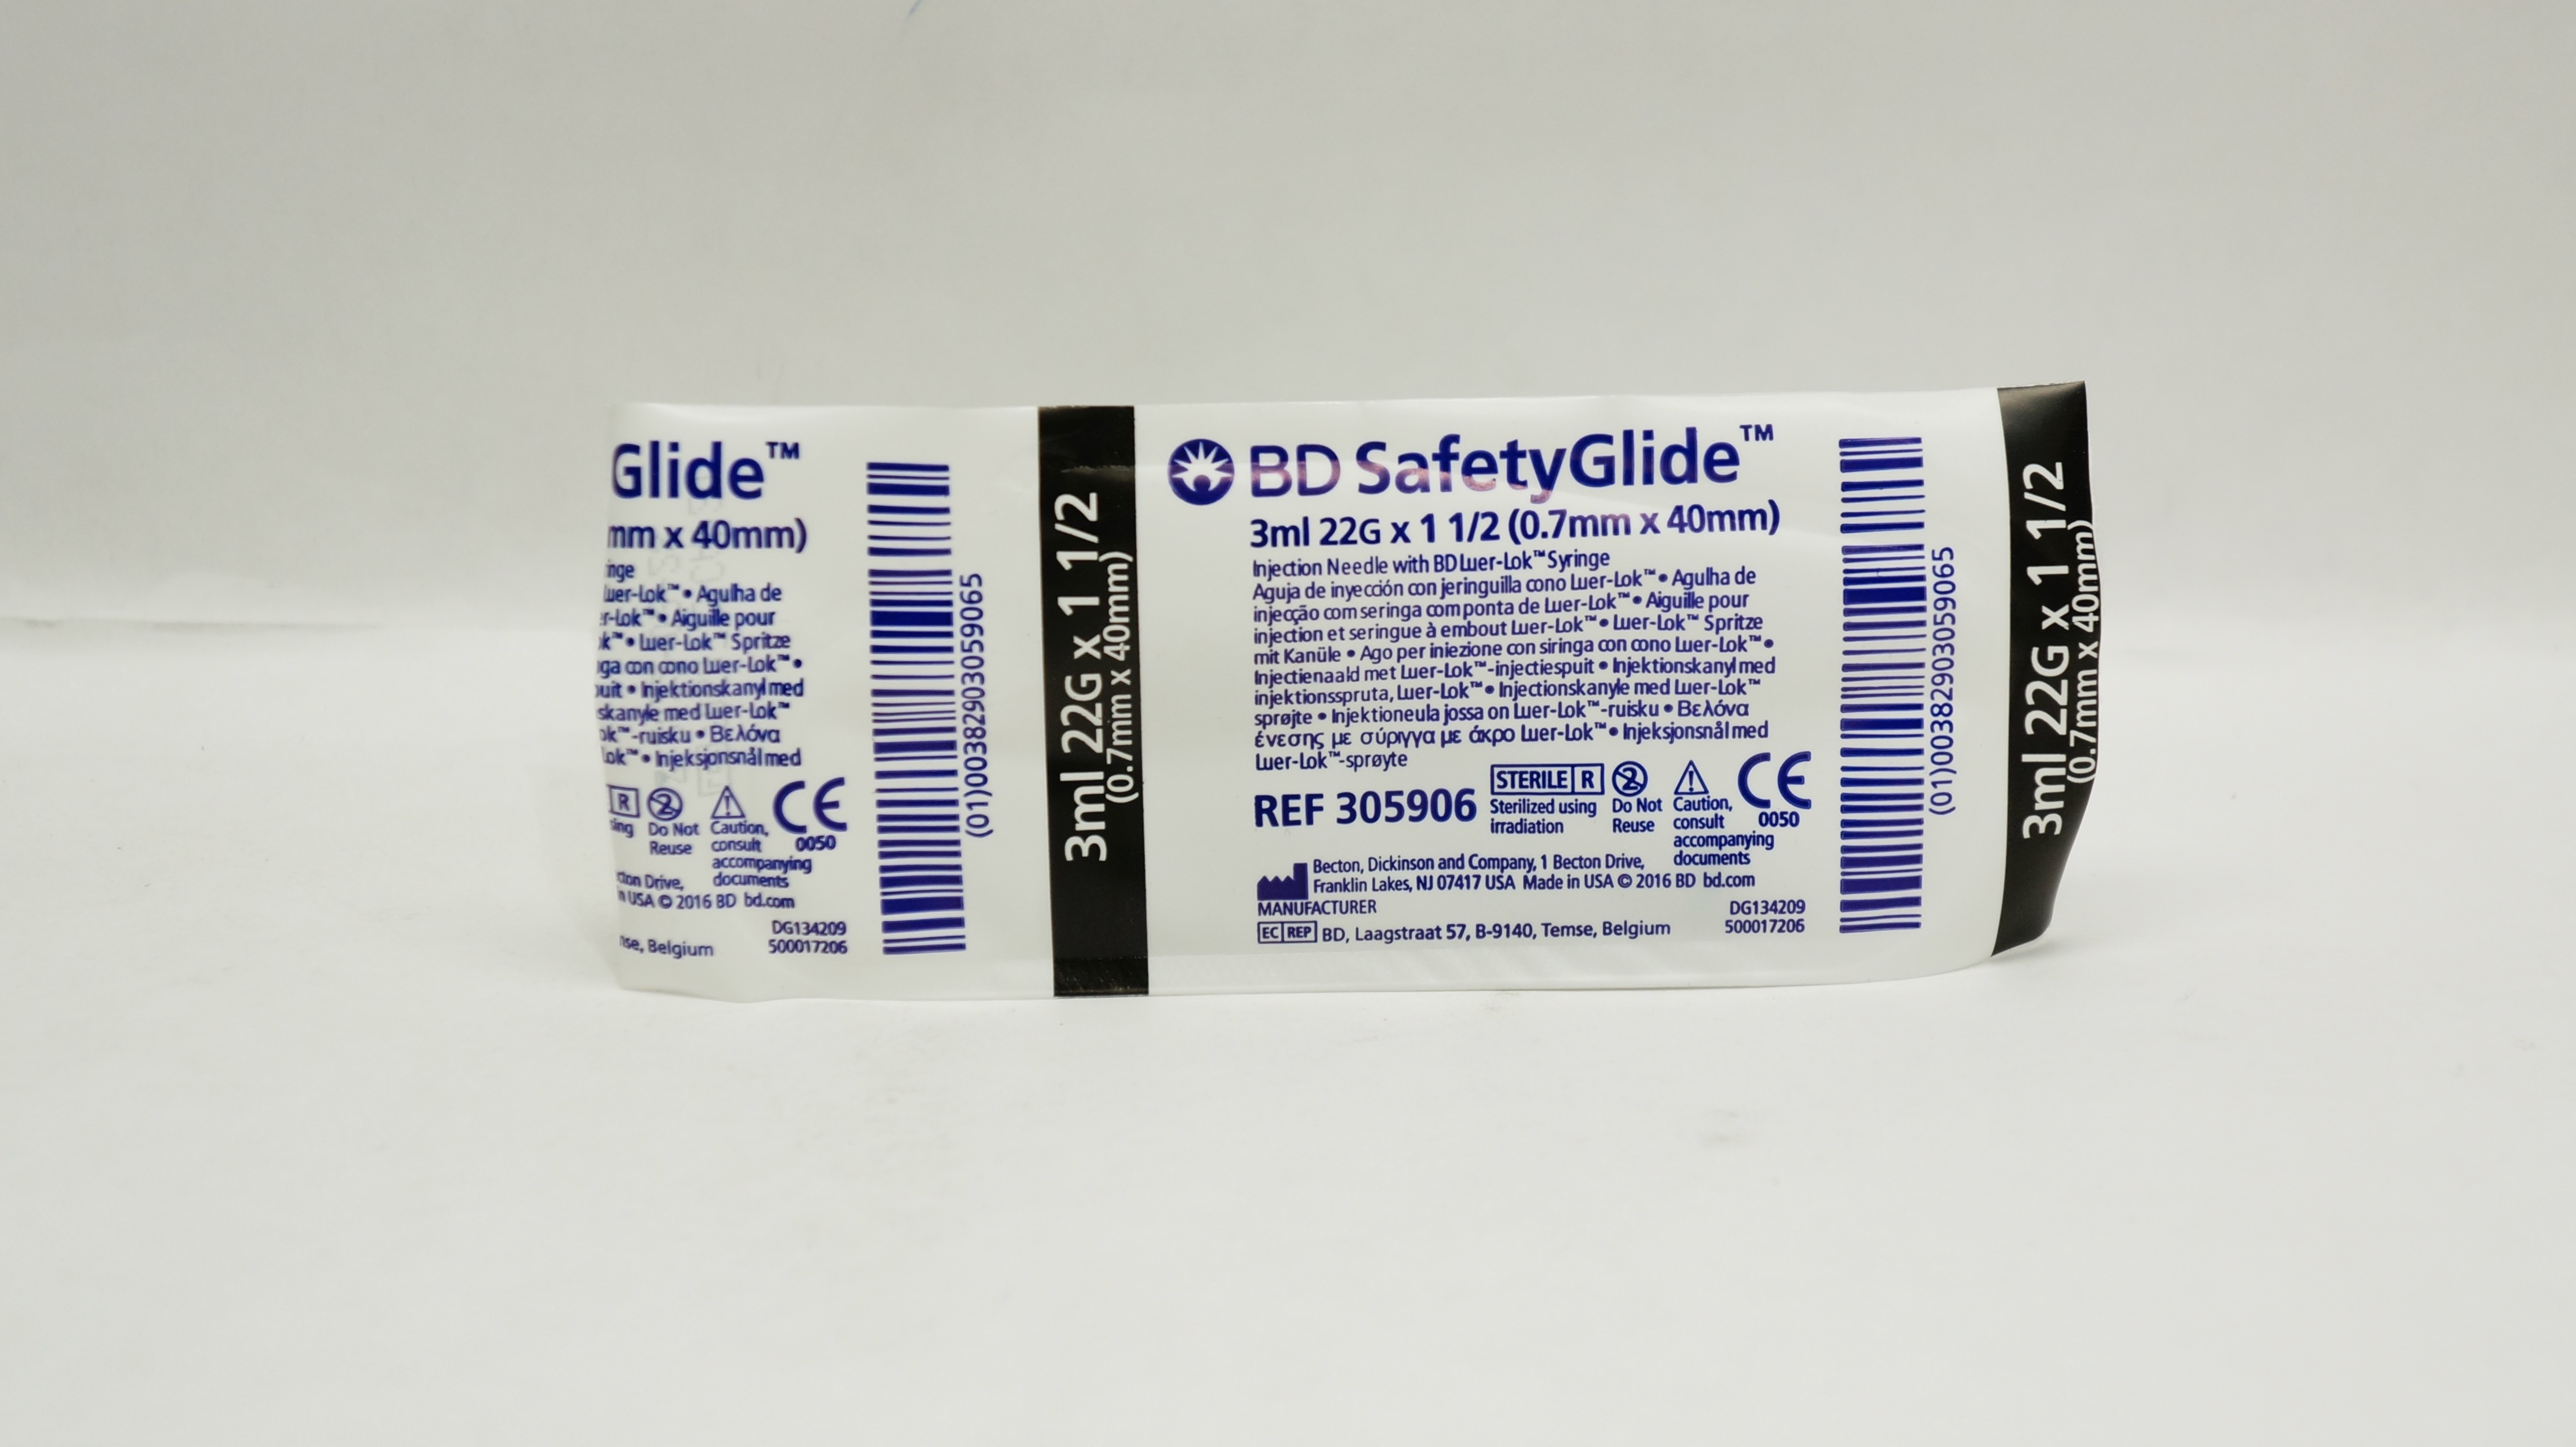 Glide™
mm x 40mm)
inge
Luer-Lok™ • Agulha de
er-Lok™ • Aiguille pour
k™ • Luer-Lok™ Spritze
ga con cono Luer-Lok™ •
uit • Injektionskanyl med
skanyle med Luer-Lok™
ok™-ruisku • Βελόνα
Lok™ • Injeksjonsnål med
R
Do Not
Reuse
Caution,
consult
accompanying
documents
CE
0050
cton Drive,
USA © 2016 BD bd.com
DG134209
nse, Belgium 500017206
(01)00382903059065
3ml 22G x 1 1/2
(0.7mm x 40mm)
BD SafetyGlide™
3ml 22G x 1 1/2 (0.7mm x 40mm)
Injection Needle with BD Luer-Lok™ Syringe
Aguja de inyección con jeringuilla cono Luer-Lok™ • Agulha de
injecção com seringa com ponta de Luer-Lok™ • Aiguille pour
injection et seringue à embout Luer-Lok™ • Luer-Lok™ Spritze
mit Kanüle • Ago per iniezione con siringa con cono Luer-Lok™ •
Injectienaald met Luer-Lok™-injectiespuit • Injektionskanyl med
injektionsspruta, Luer-Lok™ • Injectionskanyle med Luer-Lok™
sprøjte • Injektioneula jossa on Luer-Lok™-ruisku • Βελόνα
ένεσης με σύριγγα με άκρο Luer-Lok™ • Injeksjonsnål med
Luer-Lok™-sprøyte
REF 305906
STERILE R
Sterilized using
irradiation
2
Do Not
Reuse
Caution,
consult
accompanying
documents
CE
0050
Becton, Dickinson and Company, 1 Becton Drive,
Franklin Lakes, NJ 07417 USA Made in USA © 2016 BD bd.com
MANUFACTURER
DG134209
EC REP BD, Laagstraat 57, B-9140, Temse, Belgium 500017206
(01)00382903059065
3ml 22G x 1 1/2
(0.7mm x 40mm)